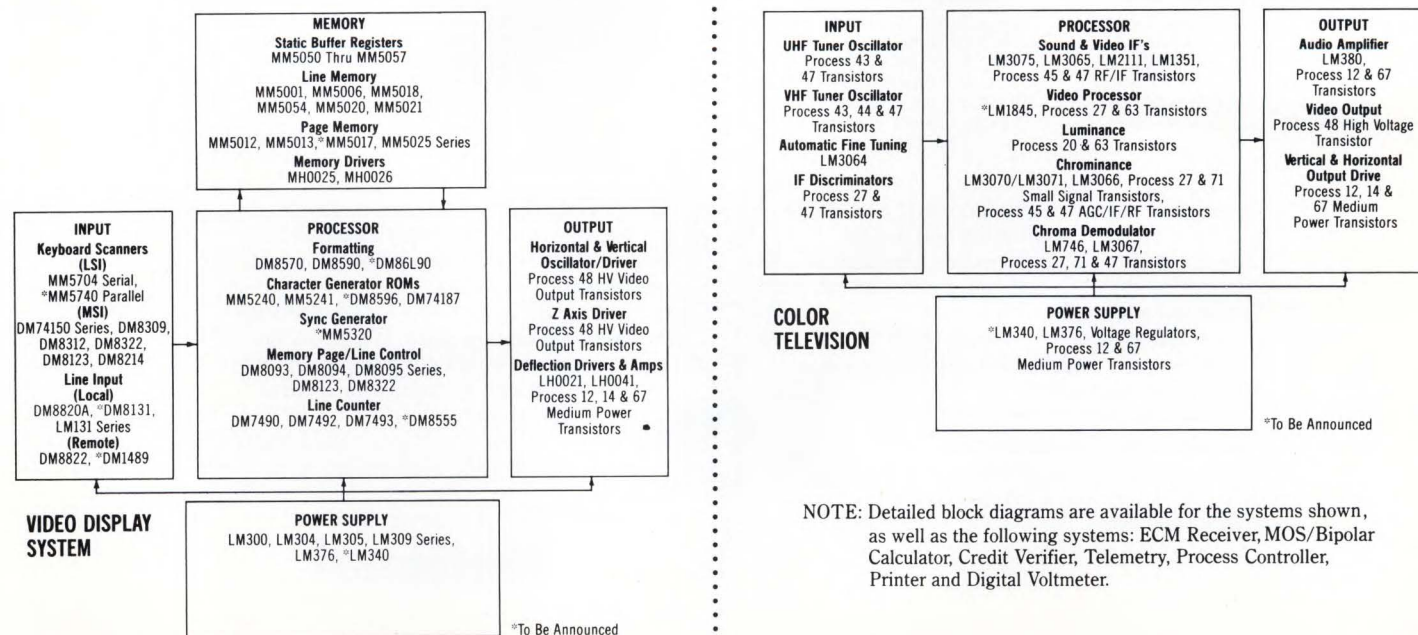 MEMORY
Static Buffer Registers
MM5050 Thru MM5057
Line Memory
MM5001, MM5006, MM5018,
MM5054, MM5020, MM5021
Page Memory
MM5012, MM5013,*MM5017, MM5025 Series
Memory Drivers
MH0025, MH0026
INPUT
Keyboard Scanners
(LSI)
MM5704 Serial,
*MM5740 Parallel
(MSI)
DM74150 Series, DM8309,
DM8312, DM8322,
DM8123, DM8214
Line Input
(Local)
DM8820A, *DM8131,
LM131 Series
(Remote)
DM8822, *DM1489
PROCESSOR
Formatting
DM8570, DM8590, *DM86L90
Character Generator ROMs
MM5240, MM5241, *DM8596, DM74187
Sync Generator
*MM5320
Memory Page/Line Control
DM8093, DM8094, DM8095 Series,
DM8123, DM8322
Line Counter
DM7490, DM7492, DM7493, *DM8555
OUTPUT
Horizontal & Vertical
Oscillator/Driver
Process 48 HV Video
Output Transistors
Z Axis Driver
Process 48 HV Video
Output Transistors
Deflection Drivers & Amps
LH0021, LH0041,
Process 12, 14 & 67
Medium Power
Transistors
VIDEO DISPLAY
SYSTEM
POWER SUPPLY
LM300, LM304, LM305, LM309 Series,
LM376, *LM340
*To Be Announced
INPUT
UHF Tuner Oscillator
Process 43 &
47 Transistors
VHF Tuner Oscillator
Process 43, 44 & 47
Transistors
Automatic Fine Tuning
LM3064
IF Discriminators
Process 27 &
47 Transistors
PROCESSOR
Sound & Video IF's
LM3075, LM3065, LM2111, LM1351,
Process 45 & 47 RF/IF Transistors
Video Processor
*LM1845, Process 27 & 63 Transistors
Luminance
Process 20 & 63 Transistors
Chrominance
LM3070/LM3071, LM3066, Process 27 & 71
Small Signal Transistors,
Process 45 & 47 AGC/IF/RF Transistors
Chroma Demodulator
LM746, LM3067,
Process 27, 71 & 47 Transistors
OUTPUT
Audio Amplifier
LM380,
Process 12 & 67
Transistors
Video Output
Process 48 High Voltage
Transistor
Vertical & Horizontal
Output Drive
Process 12, 14 &
67 Medium
Power Transistors
COLOR
TELEVISION
POWER SUPPLY
*LM340, LM376, Voltage Regulators,
Process 12 & 67
Medium Power Transistors
*To Be Announced
NOTE: Detailed block diagrams are available for the systems shown,
as well as the following systems: ECM Receiver, MOS/Bipolar
Calculator, Credit Verifier, Telemetry, Process Controller,
Printer and Digital Voltmeter.